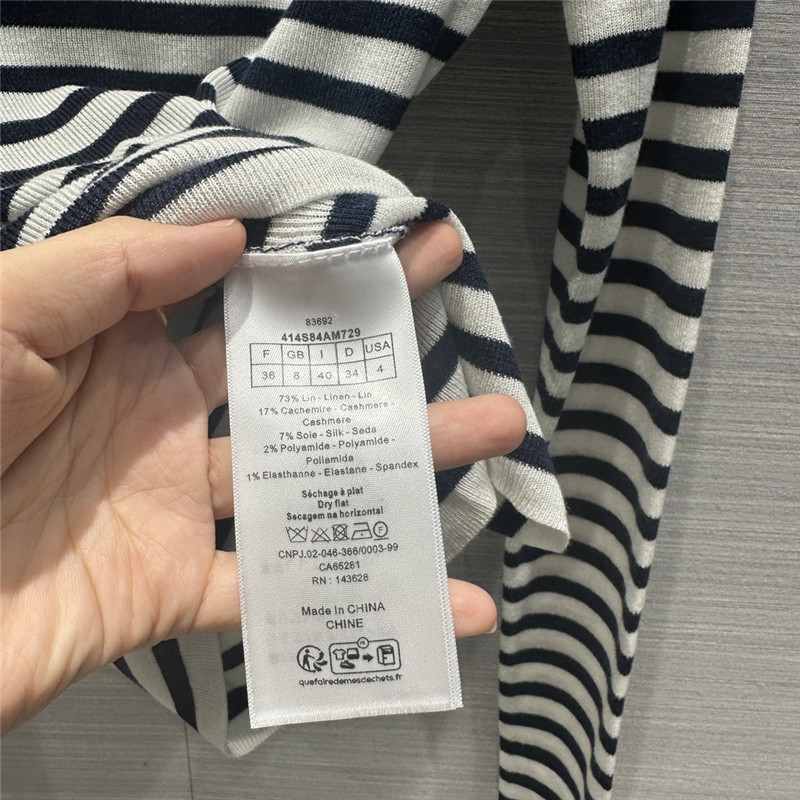 83692
414S84AM729
F GB I D USA
36 8 40 34 4
73% Lin - Linen - Lin
17% Cachemire - Cashmere -
Cashmere
7% Soie - Silk - Seda
2% Polyamide - Polyamide -
Poliamida
1% Elasthanne - Elastane - Spandex
Séchage à plat
Dry flat
Secagem na horizontal
F
CNPJ.02-046-366/0003-99
CA65281
RN : 143628
Made in CHINA
CHINE
FR
quefairedemesdechets.fr